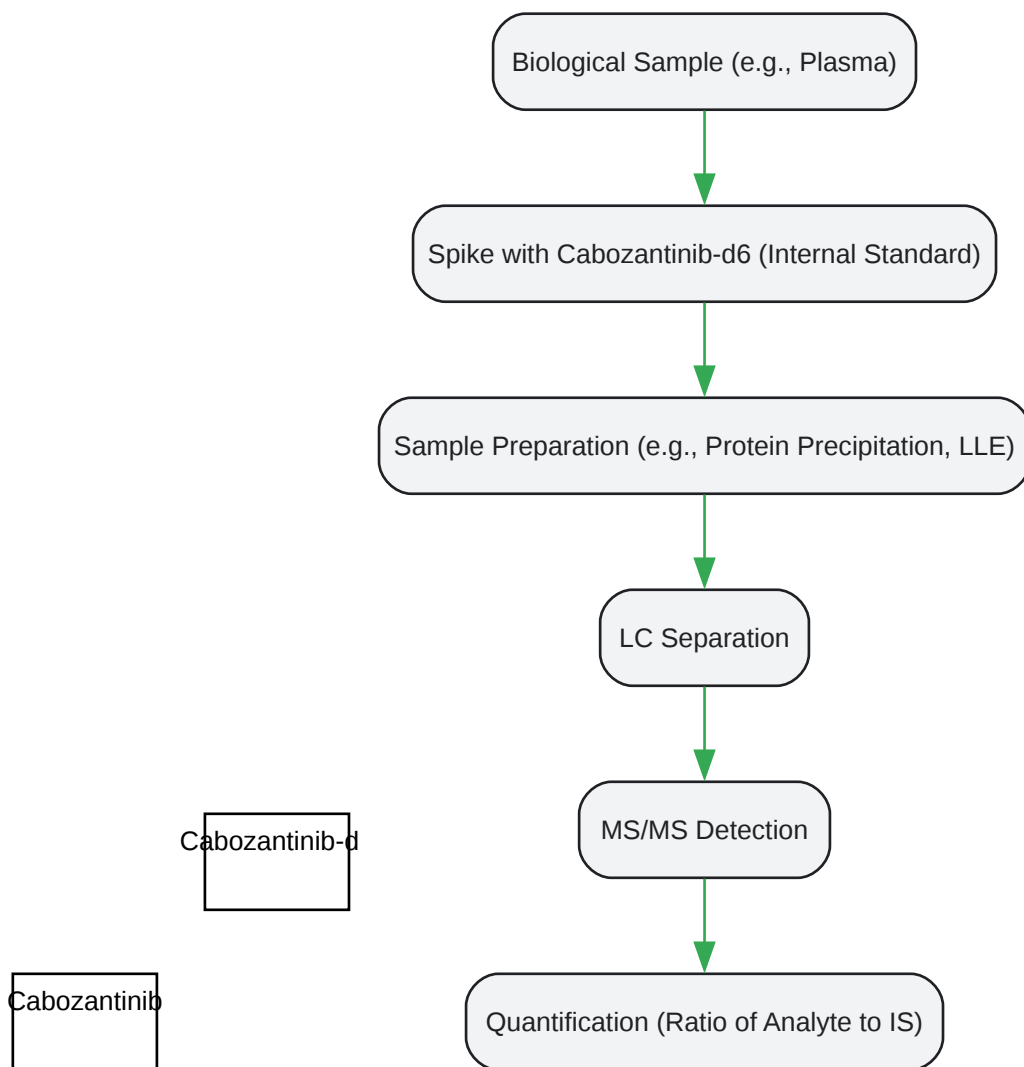 Biological Sample (e.g., Plasma)
Spike with Cabozantinib-d6 (Internal Standard)
Sample Preparation (e.g., Protein Precipitation, LLE)
LC Separation
MS/MS Detection
Cabozantinib-d
Cabozantinib
Quantification (Ratio of Analyte to IS)